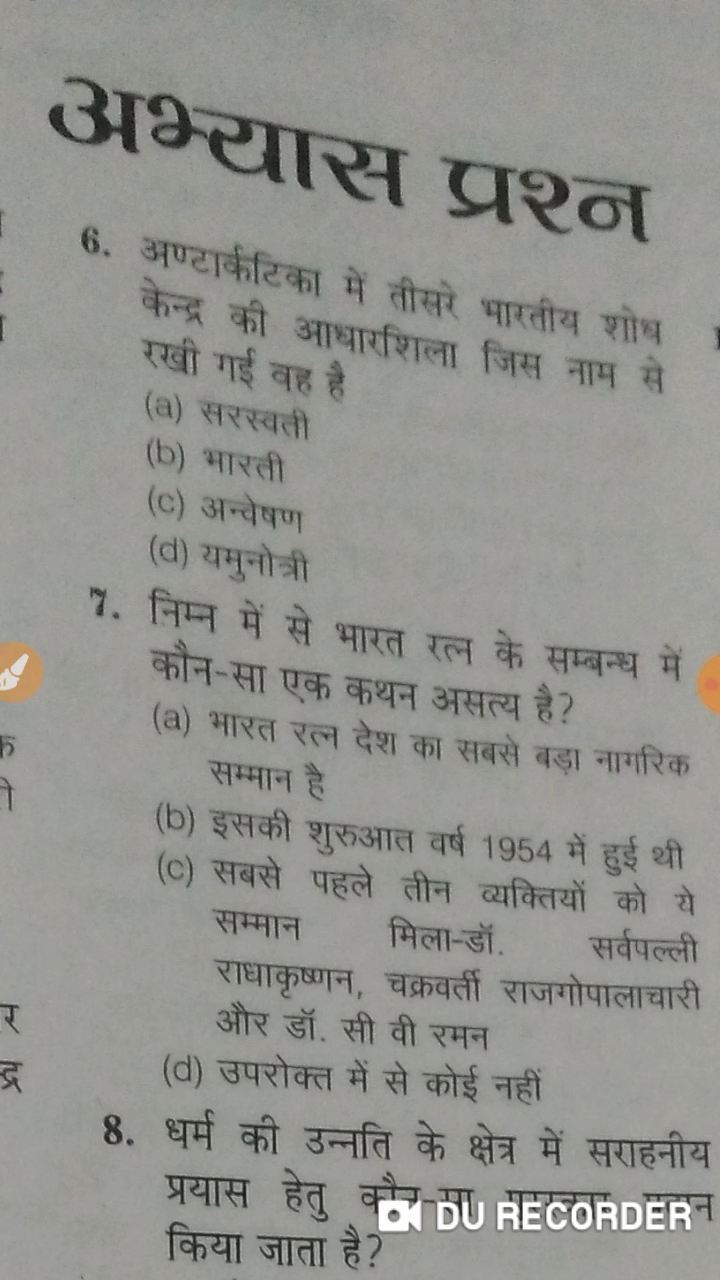 अभ्यास प्रश्न
6. अण्टार्कटिका में तीसरे भारतीय शोध
केन्द्र की आधारशिला जिस नाम से
रखी गई वह है
(a) सरस्वती
(b) भारती
(c) अन्वेषण
(d) यमुनोत्री
7. निम्न में से भारत रत्न के सम्बन्ध में
कौन-सा एक कथन असत्य है?
(a) भारत रत्न देश का सबसे बड़ा नागरिक
सम्मान है
(b) इसकी शुरुआत वर्ष 1954 में हुई थी
(c) सबसे पहले तीन व्यक्तियों को ये
सम्मान मिला-डॉ. सर्वपल्ली
राधाकृष्णन, चक्रवर्ती राजगोपालाचारी
और डॉ. सी वी रमन
(d) उपरोक्त में से कोई नहीं
8. धर्म की उन्नति के क्षेत्र में सराहनीय
प्रयास हेतु कौन-सा
किया जाता है?
DU RECORDER